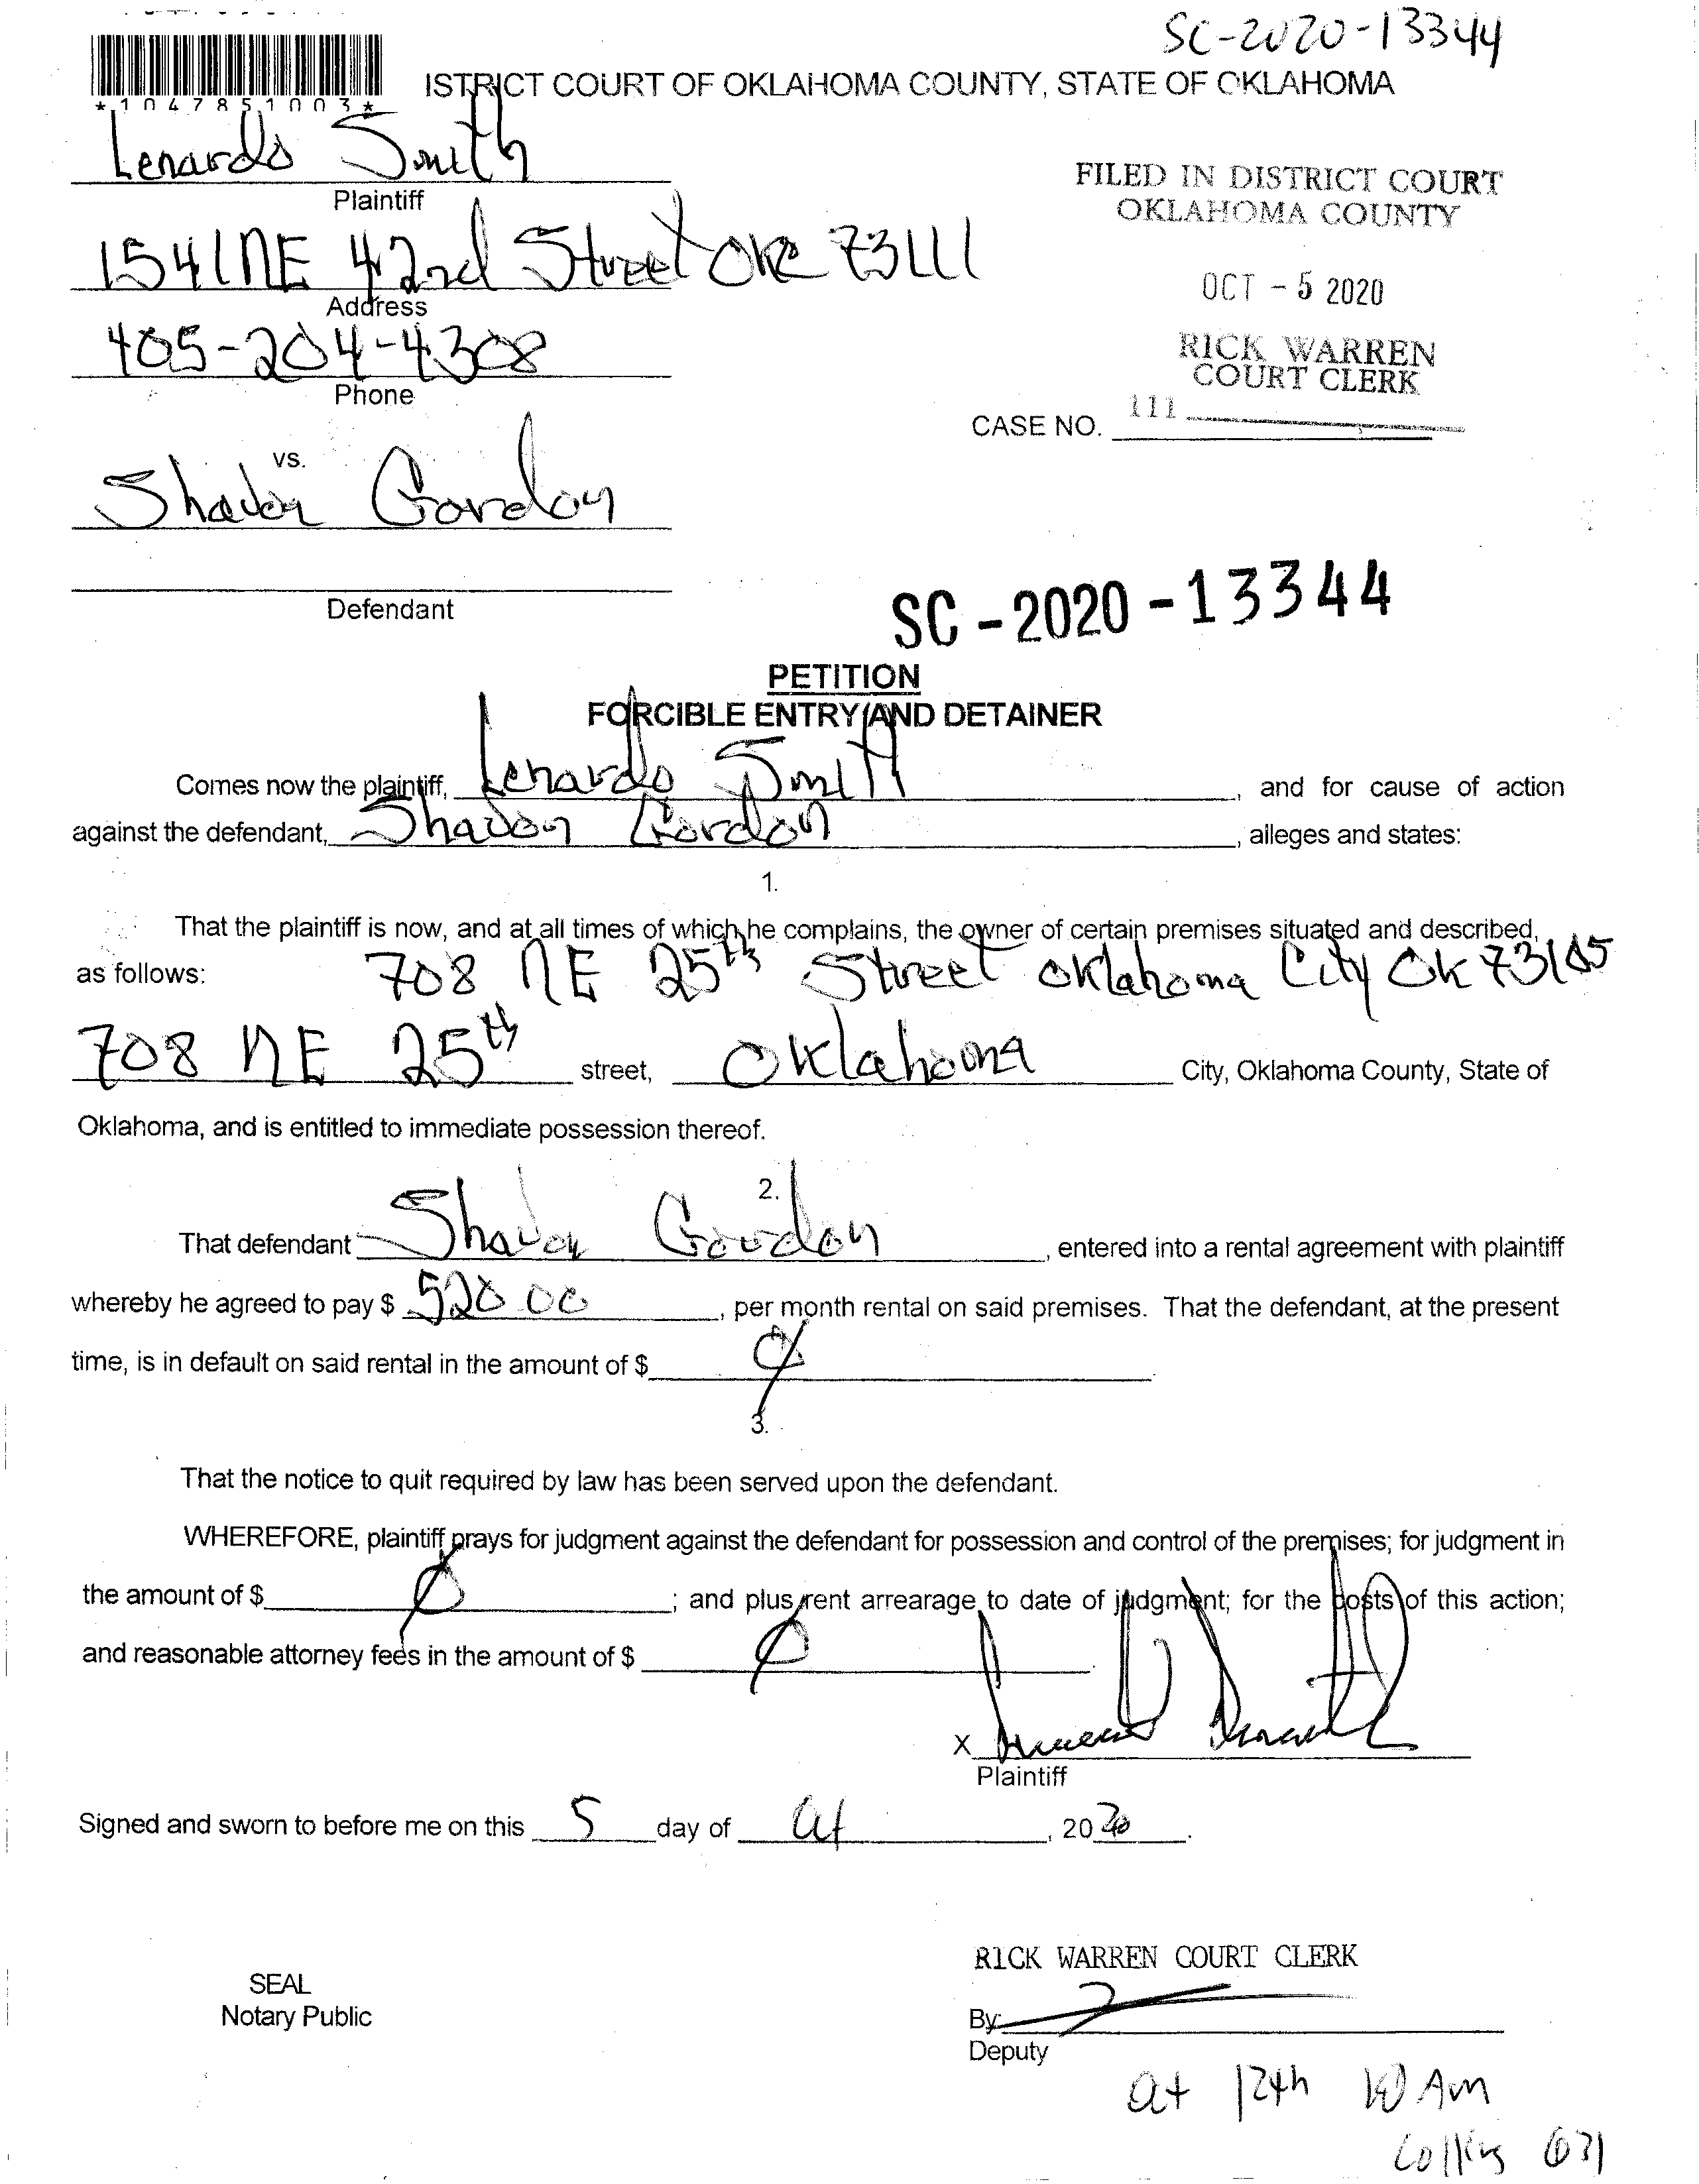 SC-2020-13344
*1047851003*
ISTRICT COURT OF OKLAHOMA COUNTY, STATE OF OKLAHOMA
Lenardo Smith
Plaintiff
FILED IN DISTRICT COURT
OKLAHOMA COUNTY
1541 NE 42nd Street OKC 73111
Address
OCT - 5 2020
405-204-4308
Phone
RICK WARREN
COURT CLERK
CASE NO. 111
vs.
Shavon Gordon
Defendant
SC-2020-13344
PETITION
FORCIBLE ENTRY AND DETAINER
Comes now the plaintiff, Lenardo Smith, and for cause of action
against the defendant, Shavon Gordon, alleges and states:
1.
That the plaintiff is now, and at all times of which he complains, the owner of certain premises situated and described,
as follows: 708 NE 25th Street Oklahoma City OK 73105
708 NE 25th street, Oklahoma City, Oklahoma County, State of
Oklahoma, and is entitled to immediate possession thereof.
2.
That defendant Shavon Gordon, entered into a rental agreement with plaintiff
whereby he agreed to pay $ 520 00, per month rental on said premises. That the defendant, at the present
time, is in default on said rental in the amount of $ Ø
3.
That the notice to quit required by law has been served upon the defendant.
WHEREFORE, plaintiff prays for judgment against the defendant for possession and control of the premises; for judgment in
the amount of $ Ø; and plus rent arrearage to date of judgment; for the costs of this action;
and reasonable attorney fees in the amount of $ Ø.
X
Plaintiff
Signed and sworn to before me on this 5 day of Oct, 2020.
RICK WARREN COURT CLERK
SEAL
Notary Public
By:
Deputy
Oct 12th 10 AM
Collins 631